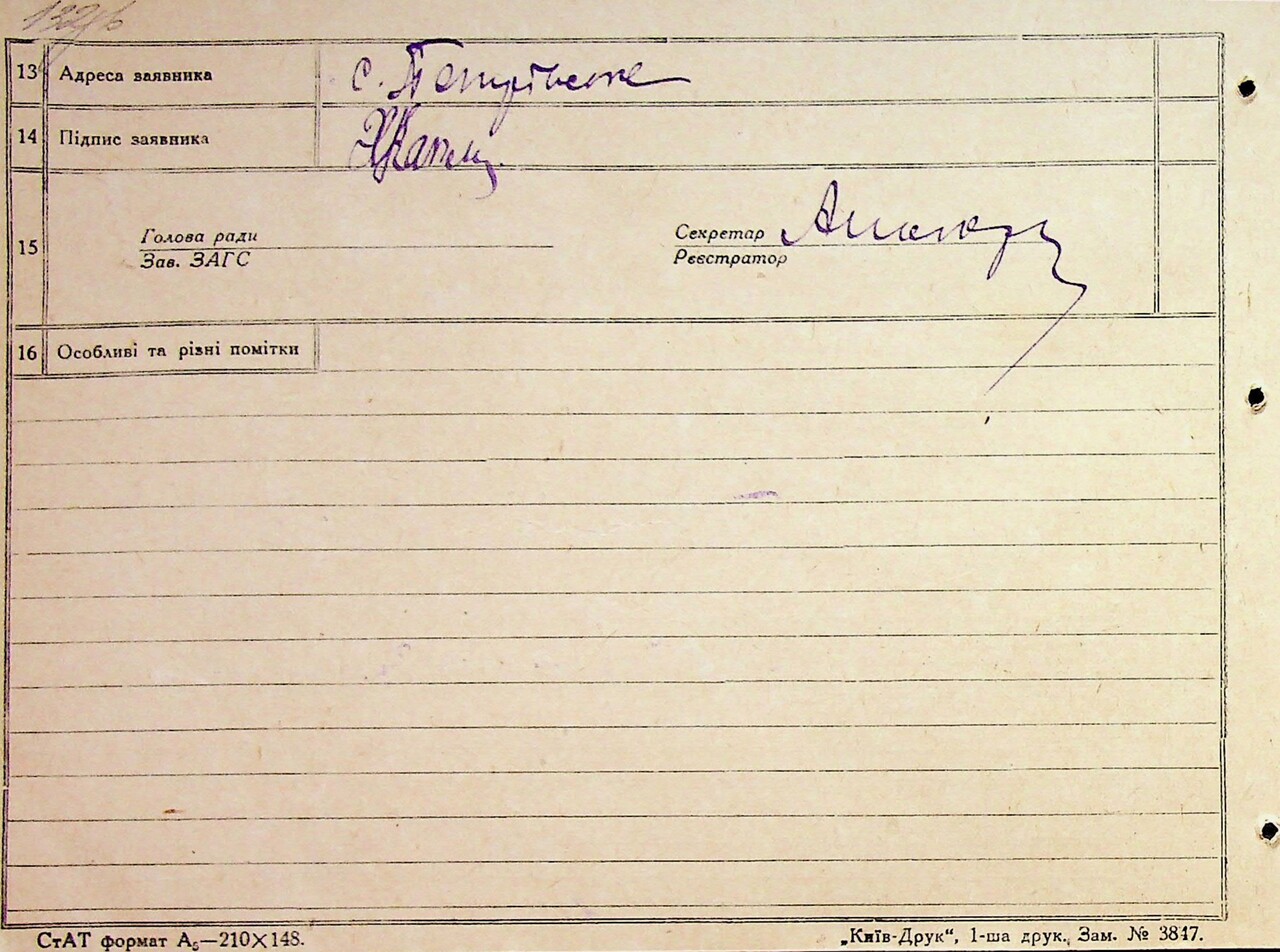 13 Адреса заявника с. Петрівське
14 Підпис заявника
15 Голова ради Секретар
Зав. ЗАГС Реєстратор
16 Особливі та різні помітки
СтАТ формат А₅—210×148. „Київ-Друк“, 1-ша друк. Зам. № 3847.